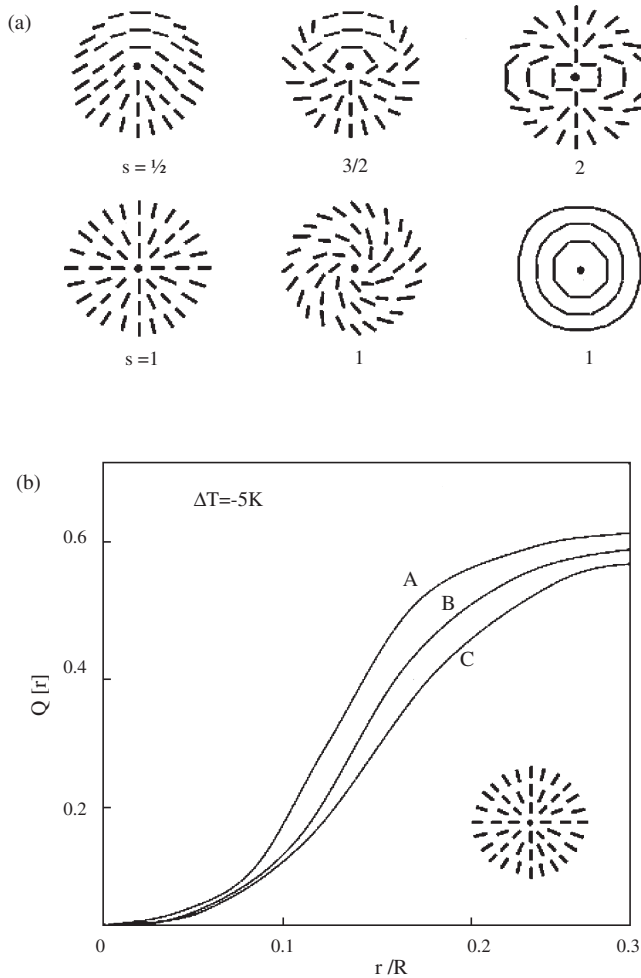 (a)
s = ½ 3/2 2
s =1 1 1
(b)
ΔT=-5K
0.6
A
B
0.4
C
Q [r]
0.2
0 0.1 0.2 0.3
r /R